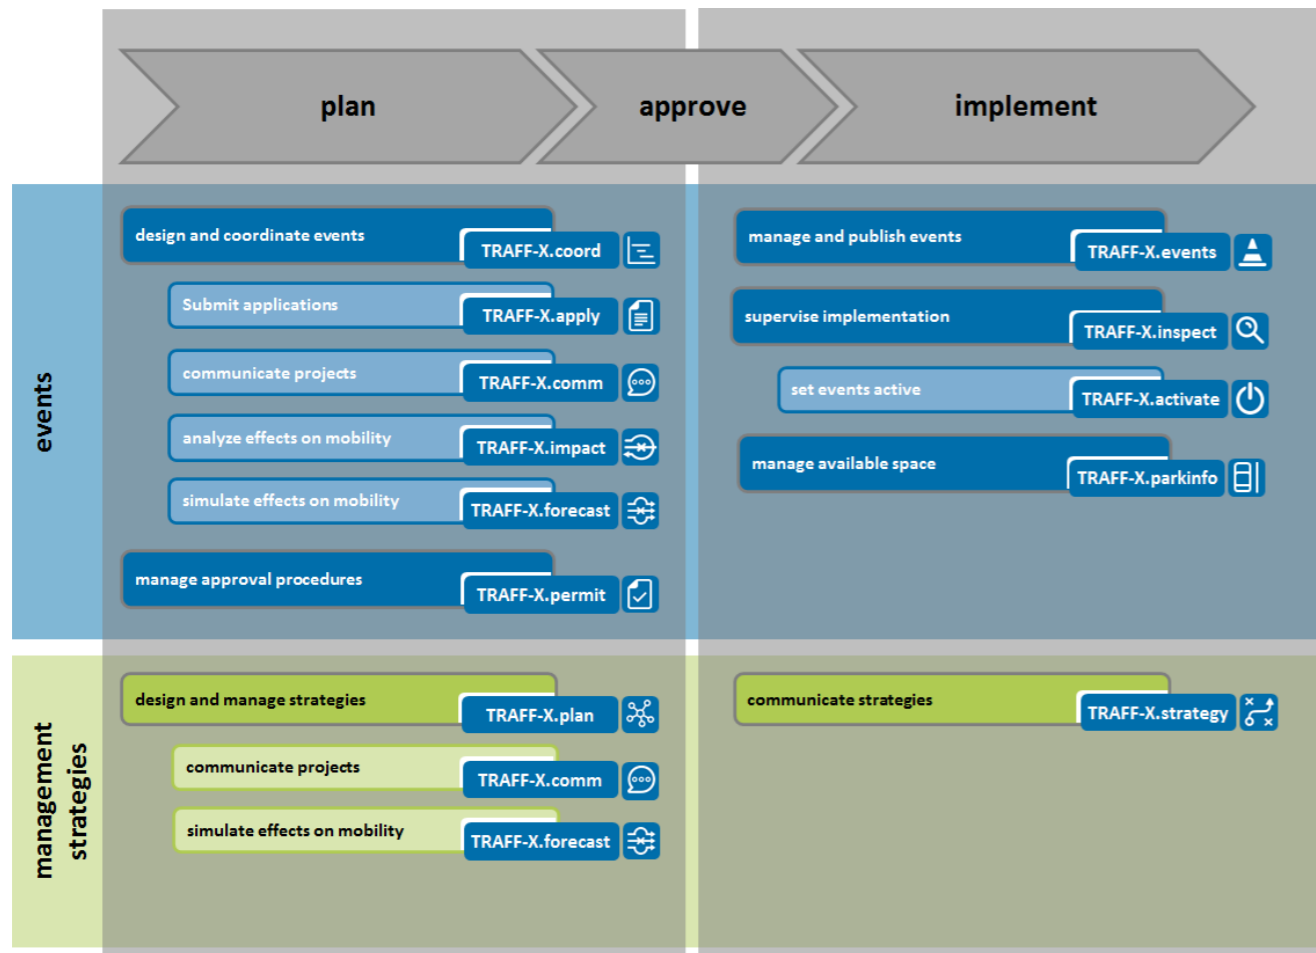 plan
approve
implement
events
design and coordinate events
TRAFF-X.coord
Submit applications
TRAFF-X.apply
communicate projects
TRAFF-X.comm
analyze effects on mobility
TRAFF-X.impact
simulate effects on mobility
TRAFF-X.forecast
manage approval procedures
TRAFF-X.permit
manage and publish events
TRAFF-X.events
supervise implementation
TRAFF-X.inspect
set events active
TRAFF-X.activate
manage available space
TRAFF-X.parkinfo
management
strategies
design and manage strategies
TRAFF-X.plan
communicate projects
TRAFF-X.comm
simulate effects on mobility
TRAFF-X.forecast
communicate strategies
TRAFF-X.strategy